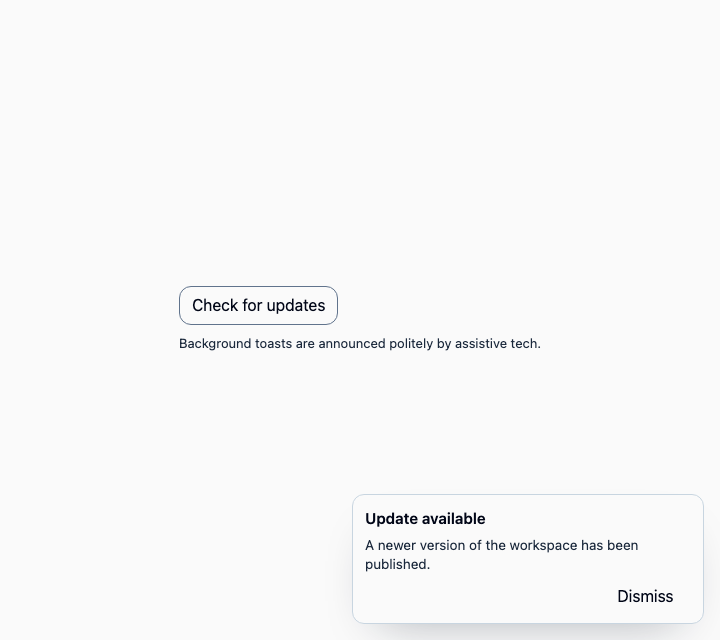 Check for updates
Background toasts are announced politely by assistive tech.
Update available
A newer version of the workspace has been
published.
Dismiss